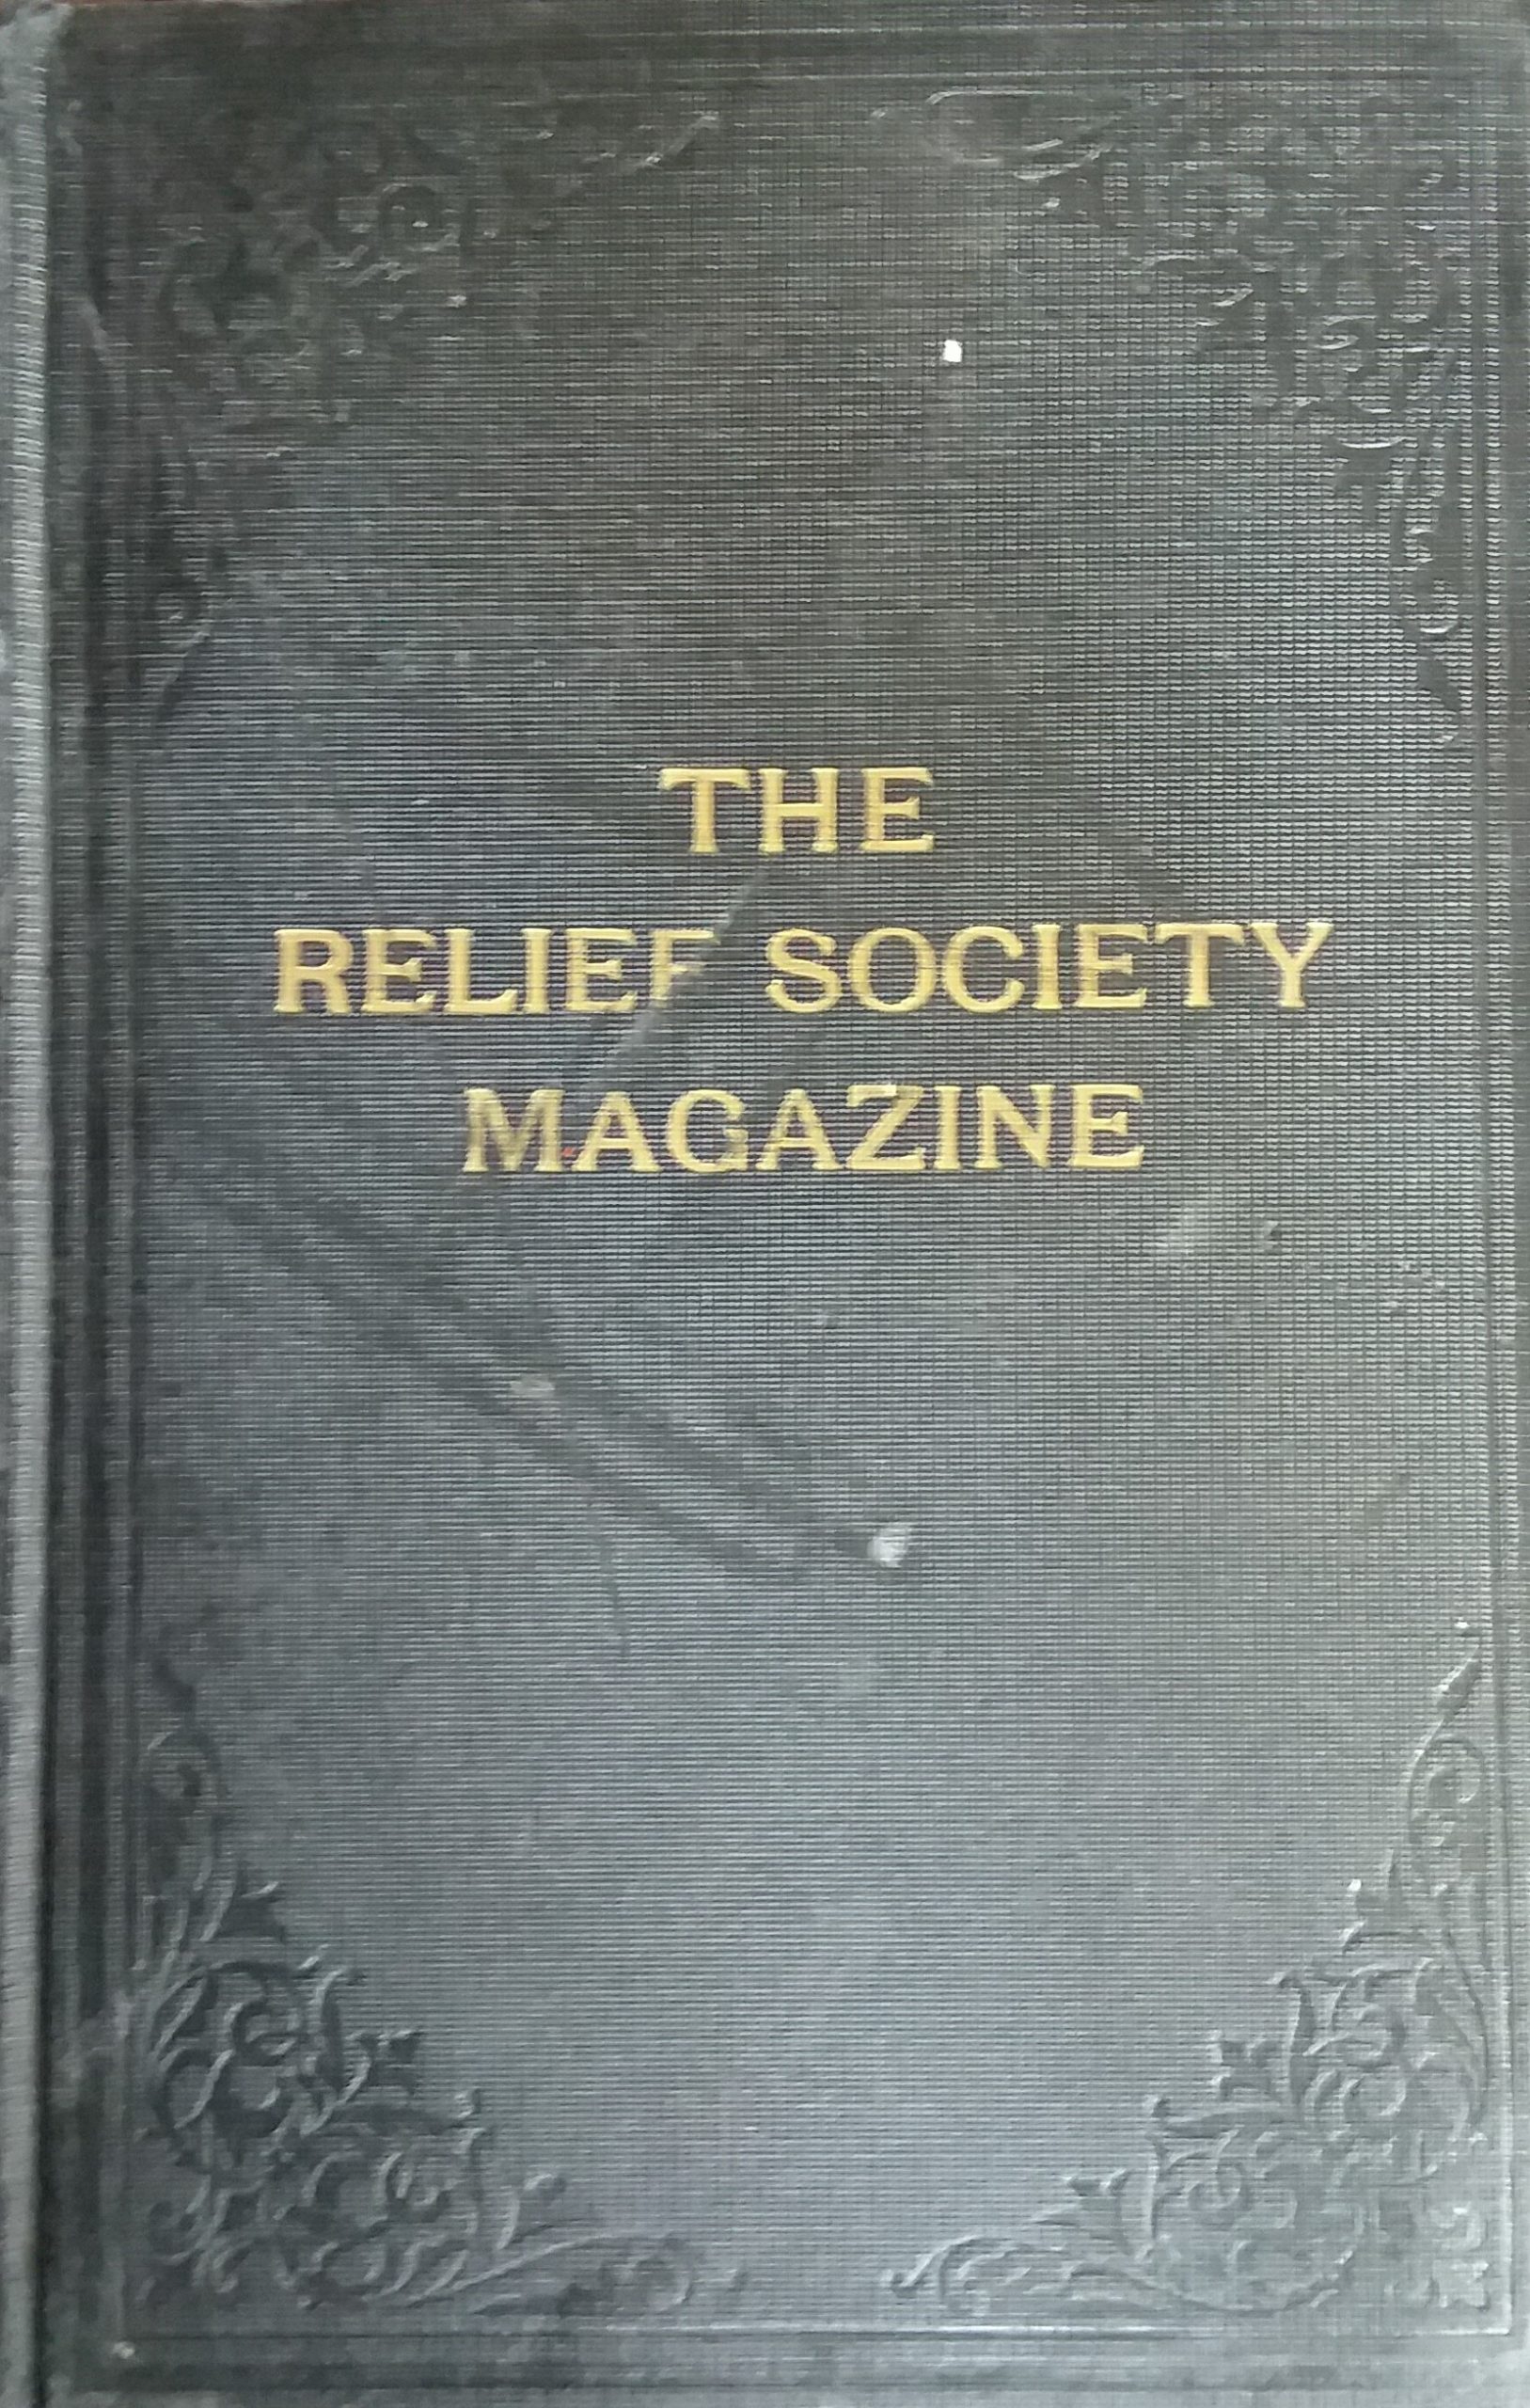 THE
RELIEF SOCIETY
MAGAZINE